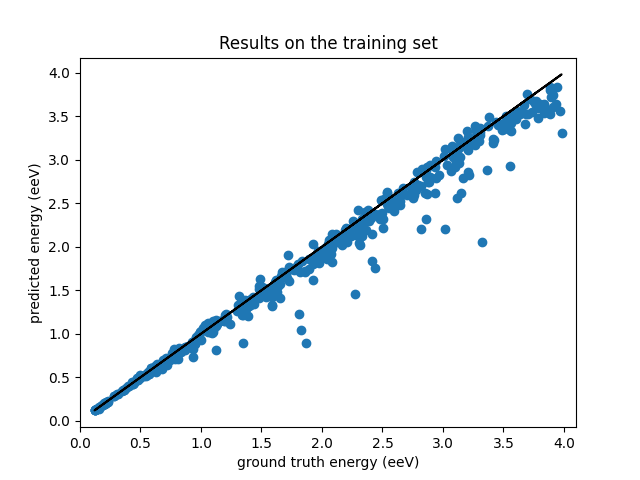 Results on the training set
predicted energy (eeV)
4.0
3.5
3.0
2.5
2.0
1.5
1.0
0.5
0.0
0.0 0.5 1.0 1.5 2.0 2.5 3.0 3.5 4.0
ground truth energy (eeV)